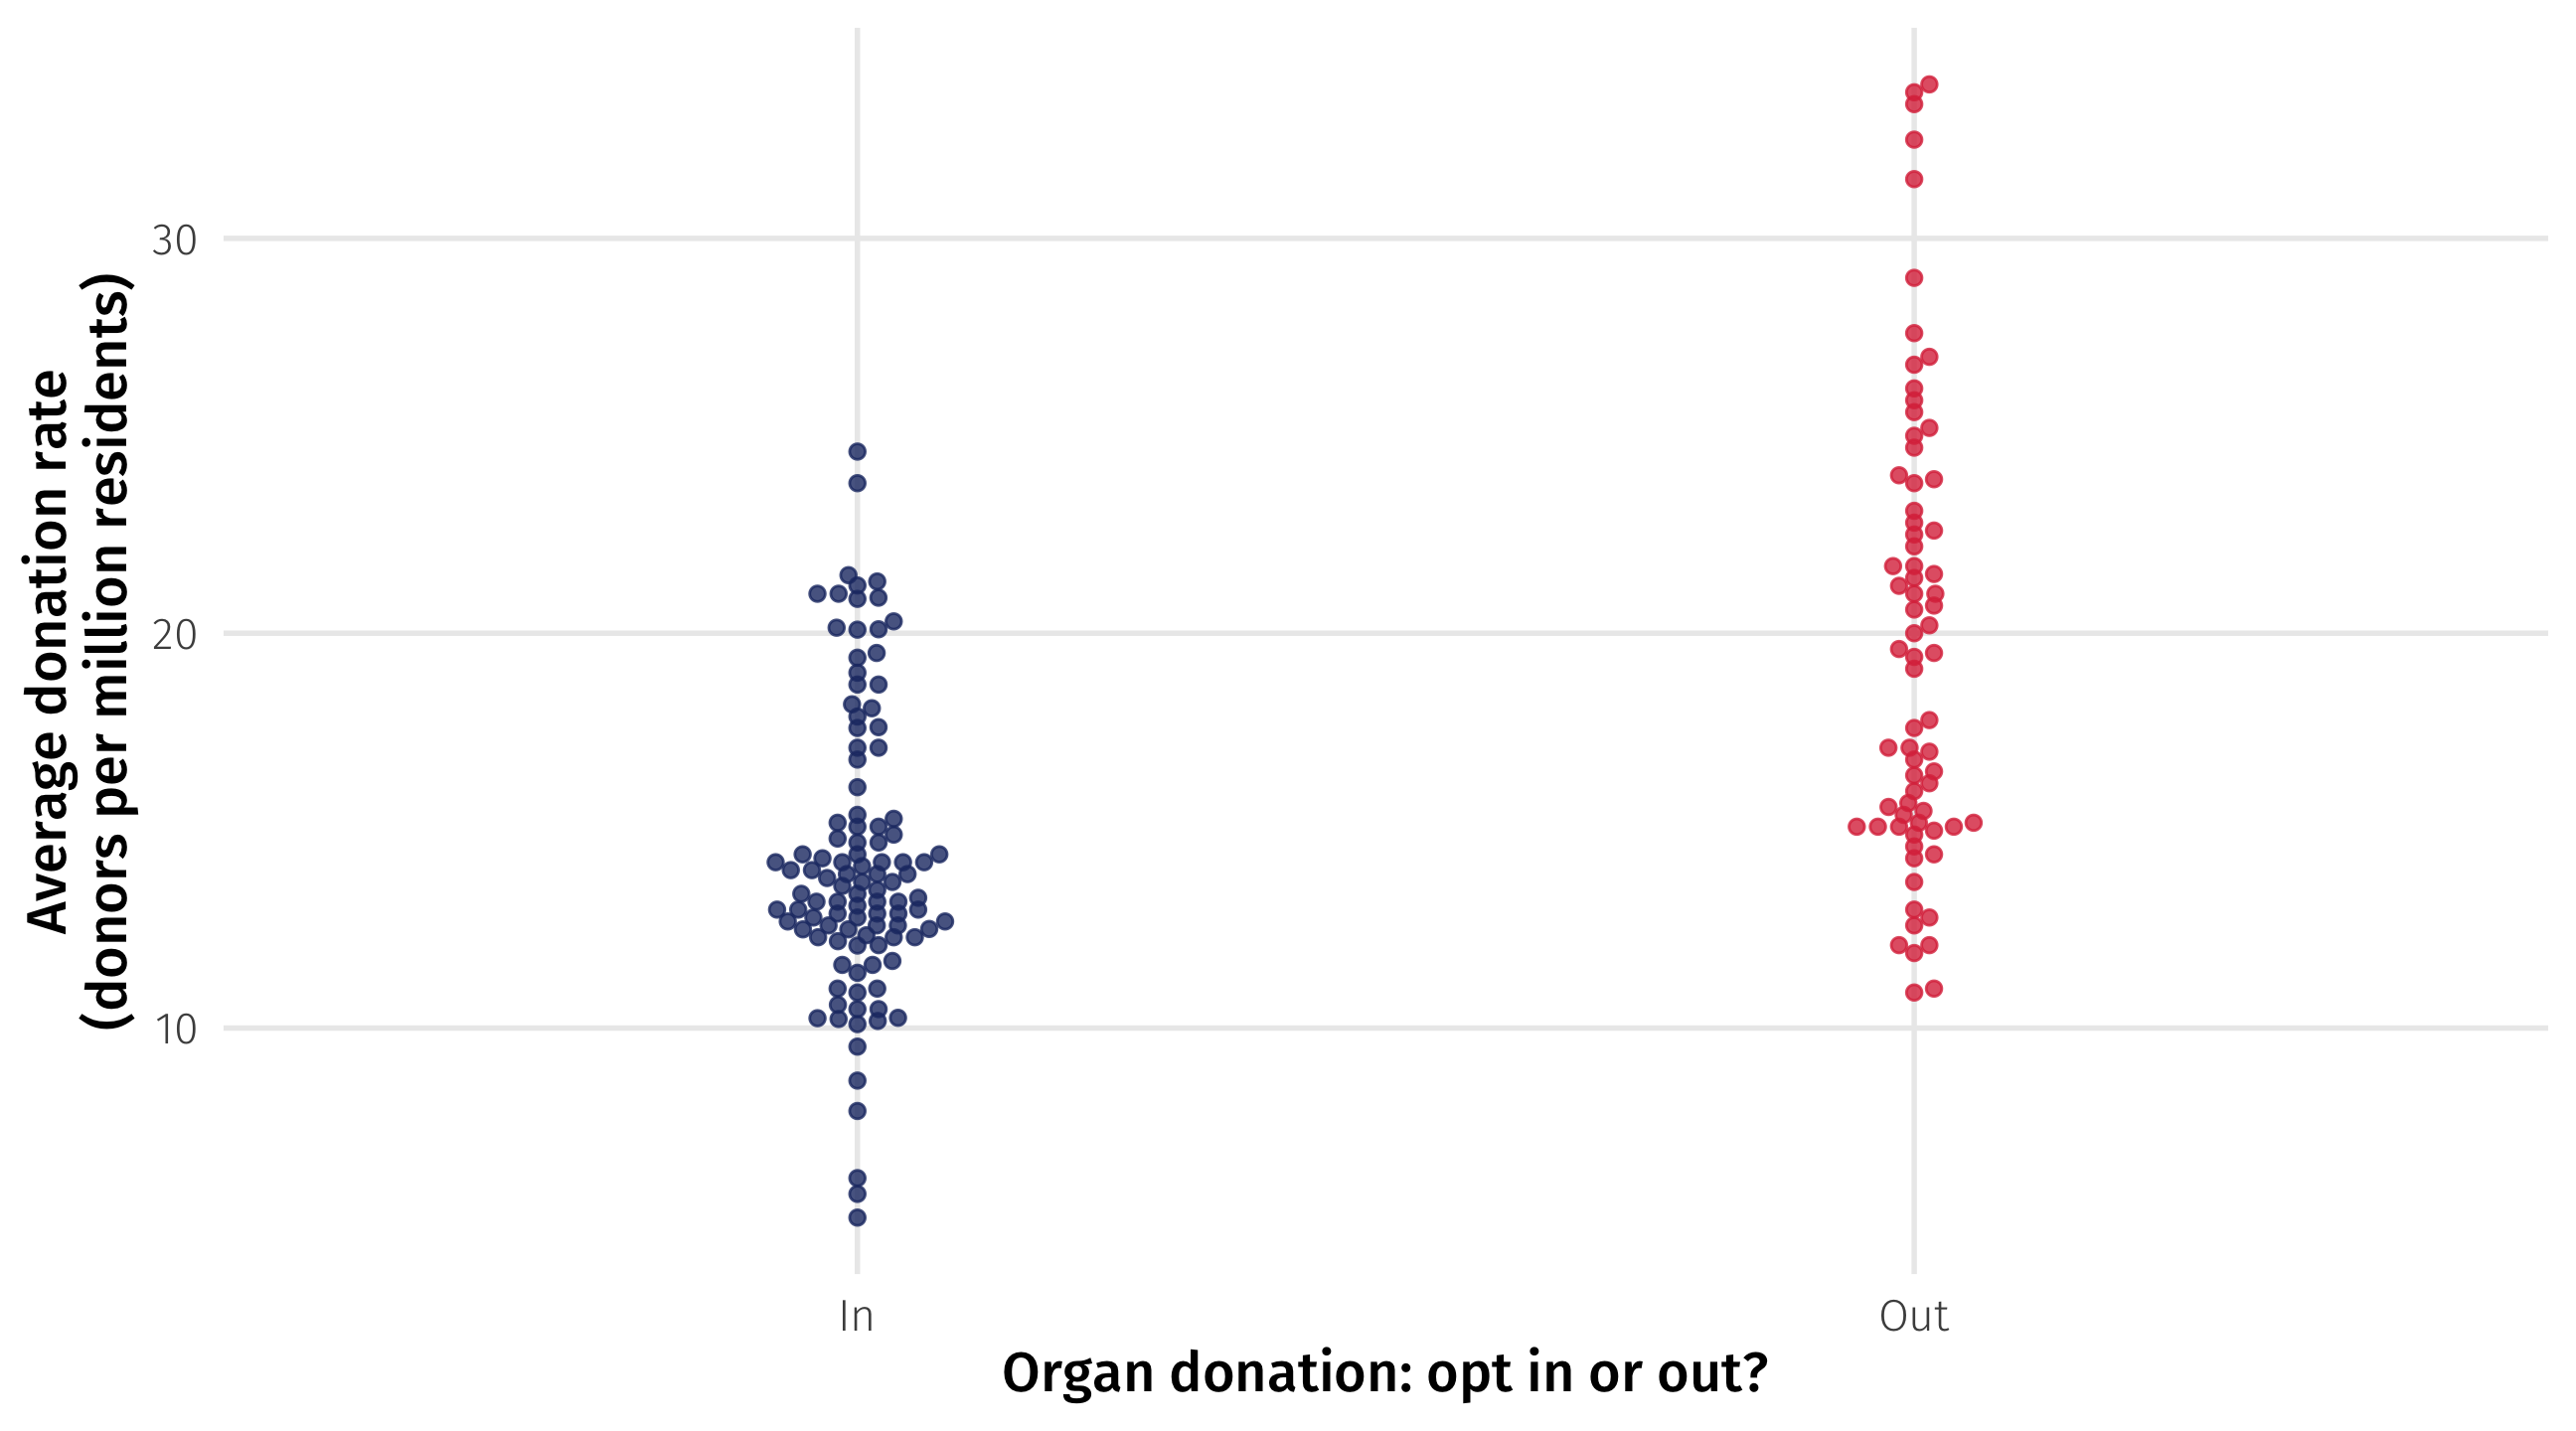 Average donation rate
(donors per million residents)
30
20
10
In
Out
Organ donation: opt in or out?